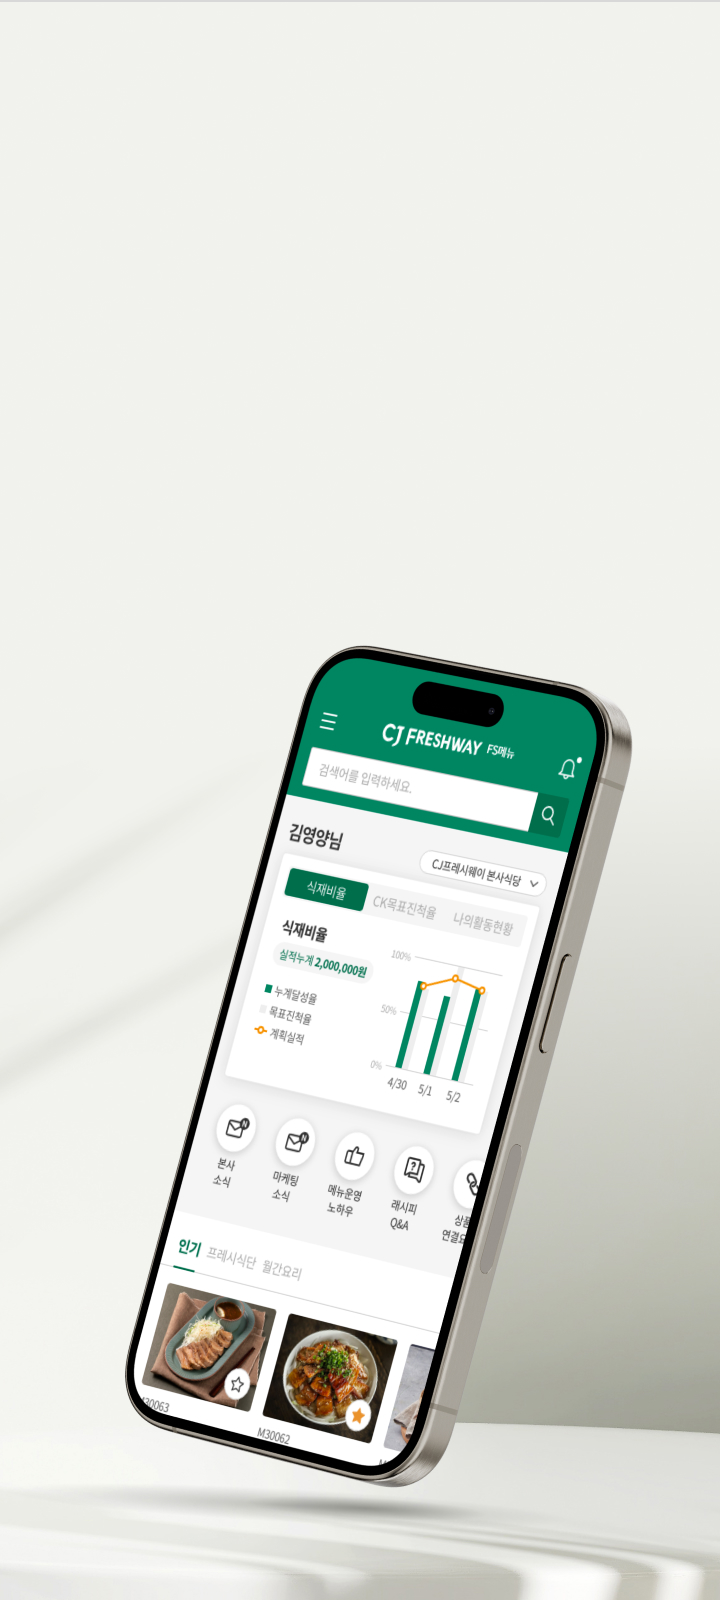 CJ FRESHWAY FS메뉴
검색어를 입력하세요.
김영양님
CJ프레시웨이 본사식당
식재비율 CK목표진척율 나의활동현황
식재비율
실적누계 2,000,000원
누계달성율
목표진척율
계획실적
100%
50%
0%
4/30 5/1 5/2
N
N
본사
소식
마케팅
소식
메뉴운영
노하우
?
래시피
Q&A
상품
연결요
인기 프레시식단 월간요리
M30063
M30062